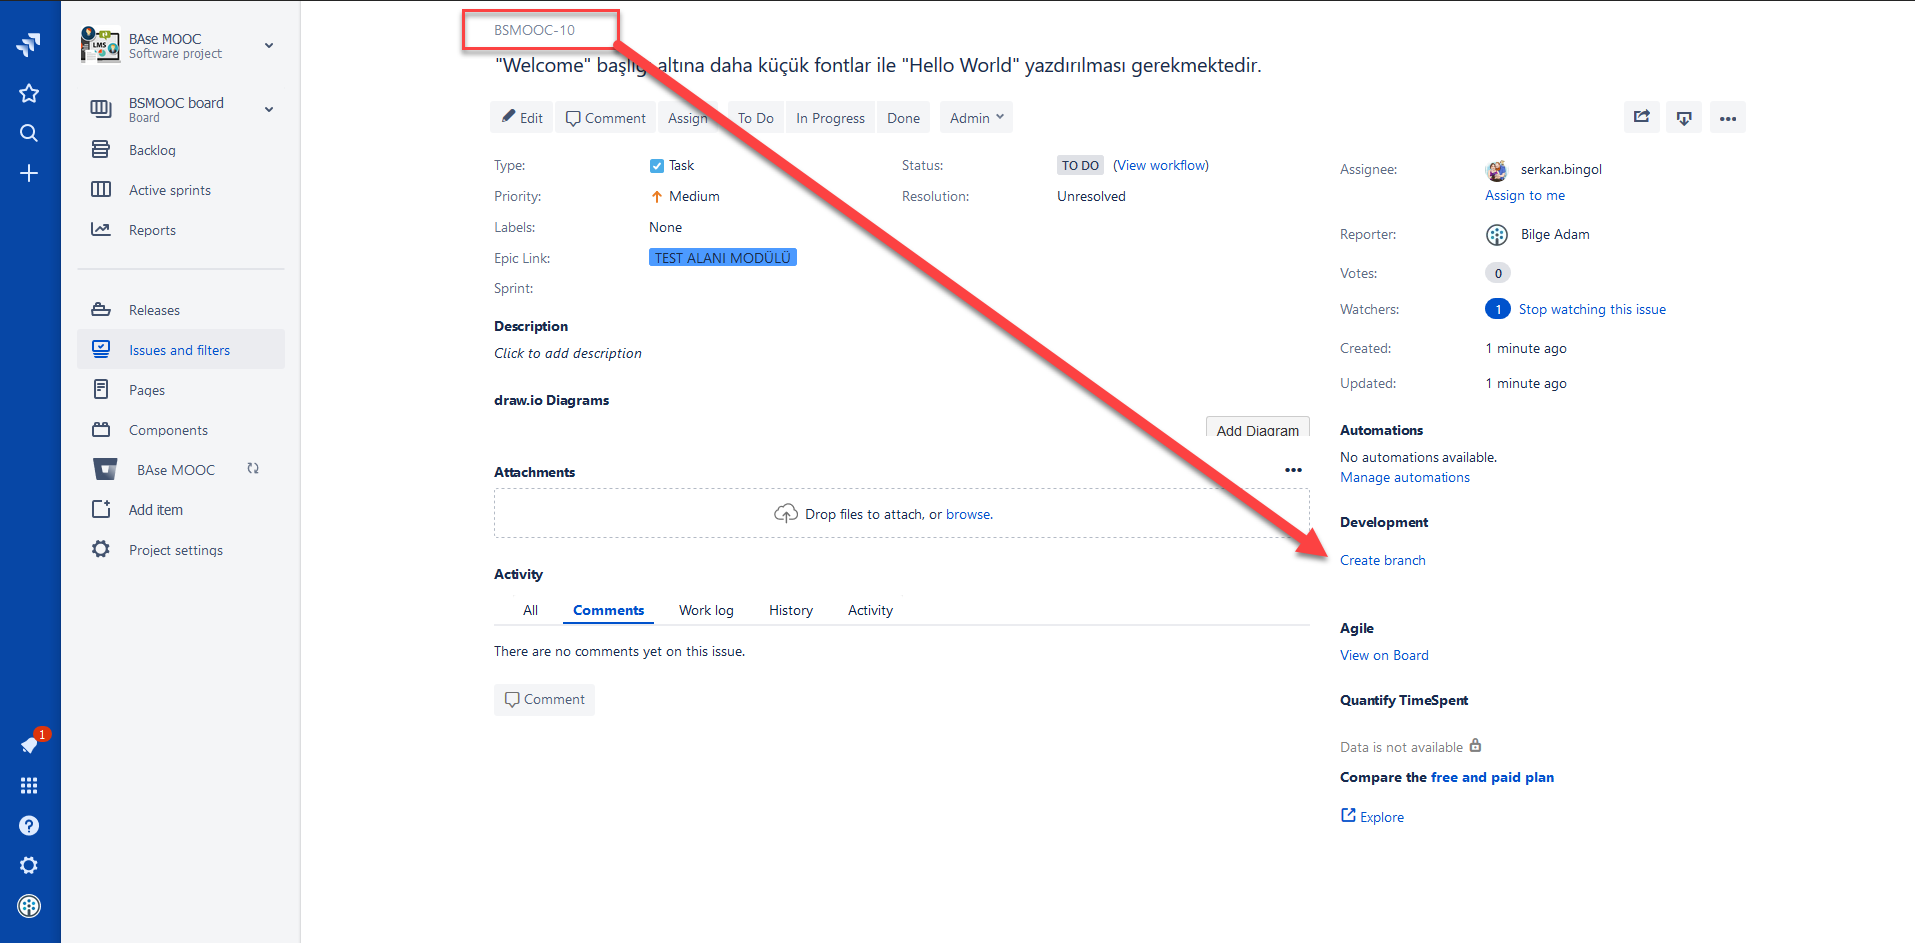 BAse MOOC
Software project
BSMOOC board
Board
Backlog
Active sprints
Reports
Releases
Issues and filters
Pages
Components
BAse MOOC
Add item
Project settings
1
LMS
BSMOOC-10
"Welcome" başlığı altına daha küçük fontlar ile "Hello World" yazdırılması gerekmektedir.
Edit Comment Assign To Do In Progress Done Admin
Type: Task
Priority: Medium
Labels: None
Epic Link: TEST ALANI MODÜLÜ
Sprint:
Status: TO DO (View workflow)
Resolution: Unresolved
Description
Click to add description
draw.io Diagrams
Add Diagram
Attachments
Drop files to attach, or browse.
Activity
All Comments Work log History Activity
There are no comments yet on this issue.
Comment
Assignee: serkan.bingol
Assign to me
Reporter: Bilge Adam
Votes: 0
Watchers: 1 Stop watching this issue
Created: 1 minute ago
Updated: 1 minute ago
Automations
No automations available.
Manage automations
Development
Create branch
Agile
View on Board
Quantify TimeSpent
Data is not available
Compare the free and paid plan
Explore